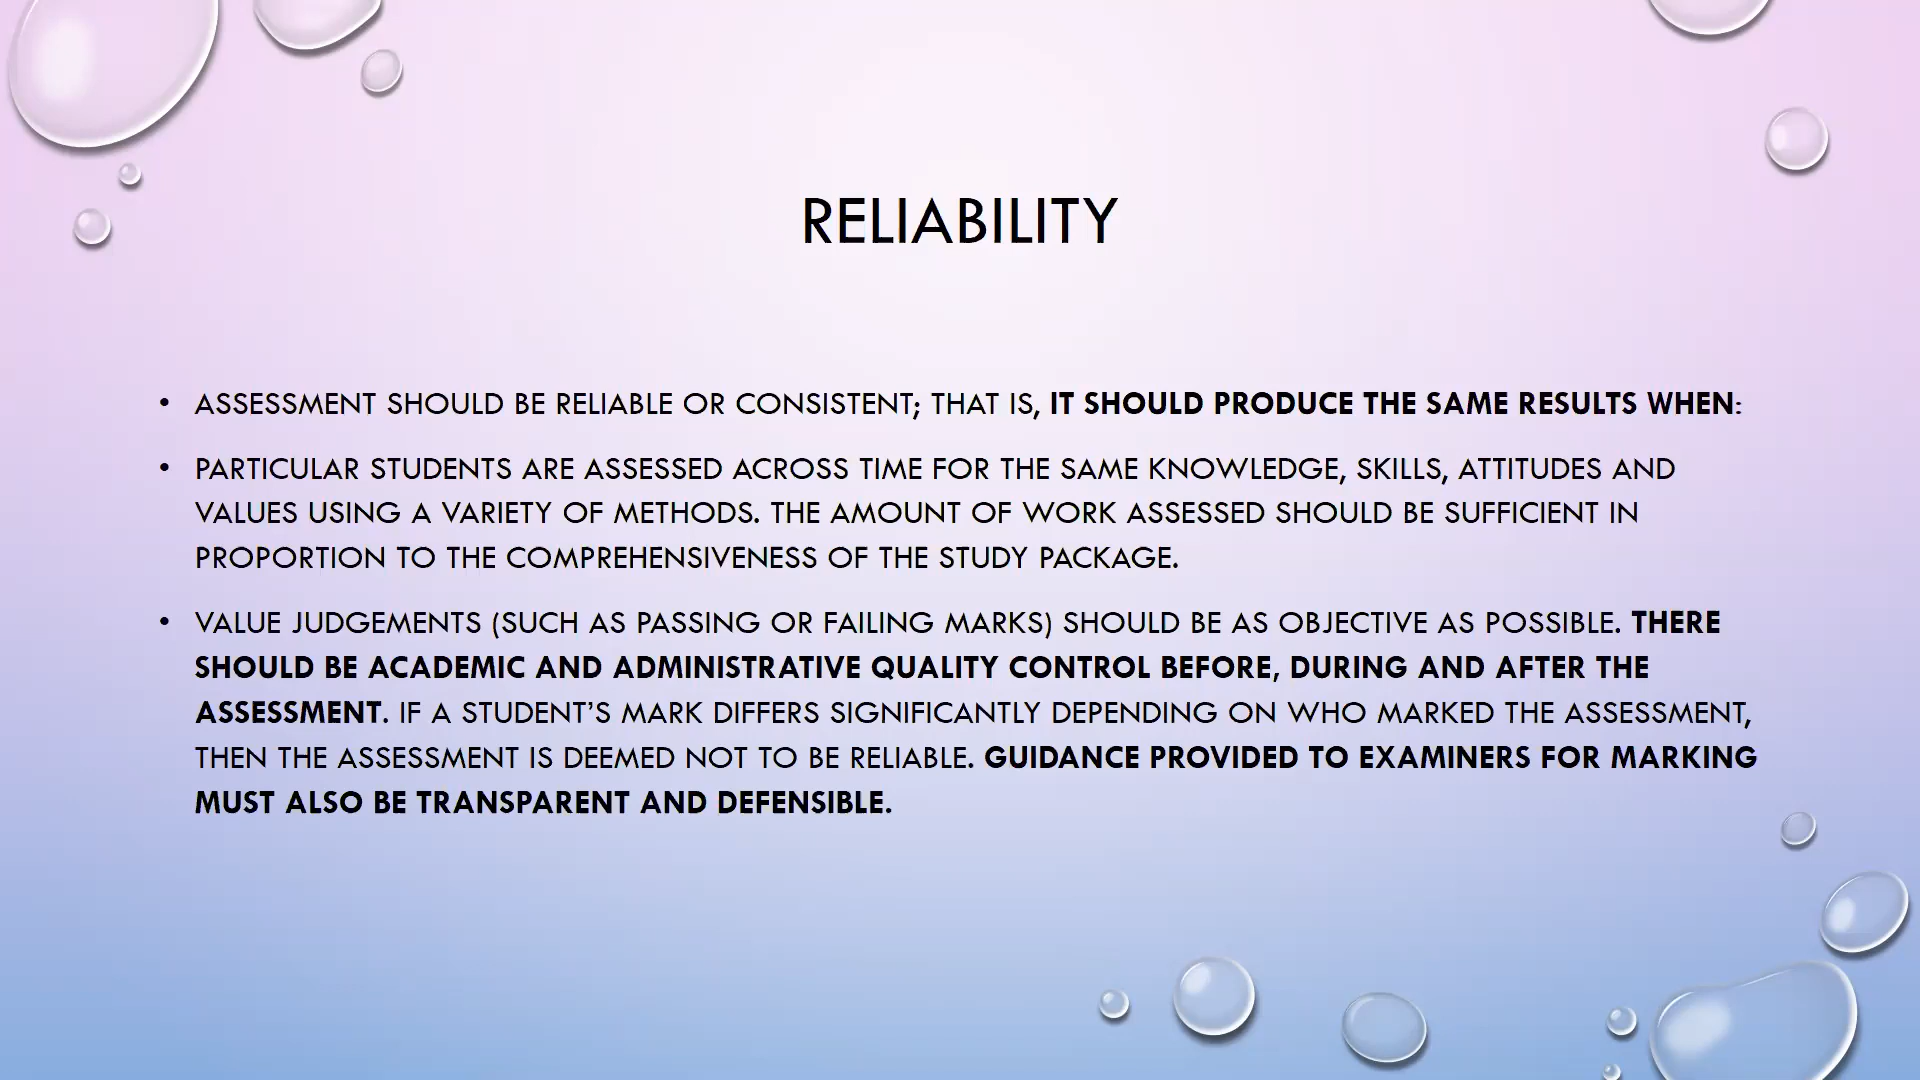 RELIABILITY
• ASSESSMENT SHOULD BE RELIABLE OR CONSISTENT; THAT IS, IT SHOULD PRODUCE THE SAME RESULTS WHEN:
• PARTICULAR STUDENTS ARE ASSESSED ACROSS TIME FOR THE SAME KNOWLEDGE, SKILLS, ATTITUDES AND
VALUES USING A VARIETY OF METHODS. THE AMOUNT OF WORK ASSESSED SHOULD BE SUFFICIENT IN
PROPORTION TO THE COMPREHENSIVENESS OF THE STUDY PACKAGE.
• VALUE JUDGEMENTS (SUCH AS PASSING OR FAILING MARKS) SHOULD BE AS OBJECTIVE AS POSSIBLE. THERE
SHOULD BE ACADEMIC AND ADMINISTRATIVE QUALITY CONTROL BEFORE, DURING AND AFTER THE
ASSESSMENT. IF A STUDENT’S MARK DIFFERS SIGNIFICANTLY DEPENDING ON WHO MARKED THE ASSESSMENT,
THEN THE ASSESSMENT IS DEEMED NOT TO BE RELIABLE. GUIDANCE PROVIDED TO EXAMINERS FOR MARKING
MUST ALSO BE TRANSPARENT AND DEFENSIBLE.